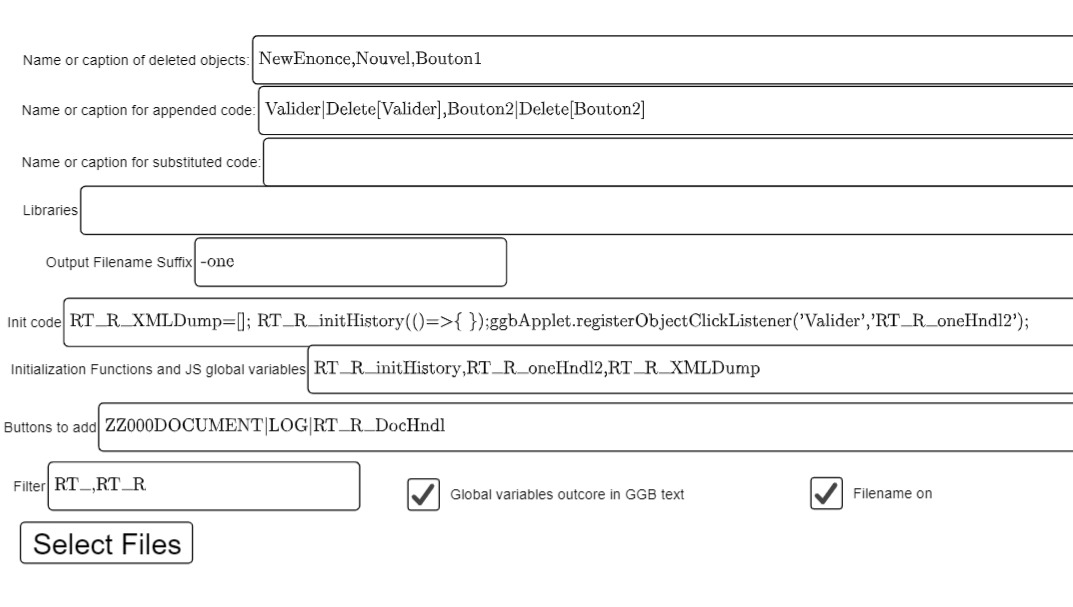 Name or caption of deleted objects: NewEnonce,Nouvel,Bouton1
Name or caption for appended code: Valider|Delete[Valider],Bouton2|Delete[Bouton2]
Name or caption for substituted code:
Libraries
Output Filename Suffix -one
Init code RT_R_XMLDump=[]; RT_R_initHistory(()=>{ });ggbApplet.registerObjectClickListener('Valider','RT_R_oneHndl2');
Initialization Functions and JS global variables RT_R_initHistory,RT_R_oneHndl2,RT_R_XMLDump
Buttons to add ZZ000DOCUMENT|LOG|RT_R_DocHndl
Filter RT_,RT_R Global variables outcore in GGB text Filename on
Select Files